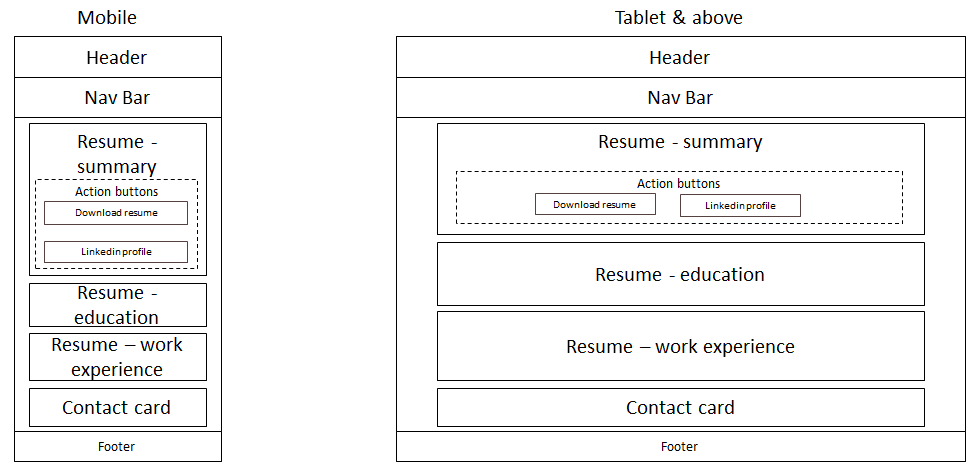 Mobile
Header
Nav Bar
Resume -
summary
Action buttons
Download resume
Linkedin profile
Resume -
education
Resume – work
experience
Contact card
Footer
Tablet & above
Header
Nav Bar
Resume - summary
Action buttons
Download resume
Linkedin profile
Resume - education
Resume – work experience
Contact card
Footer